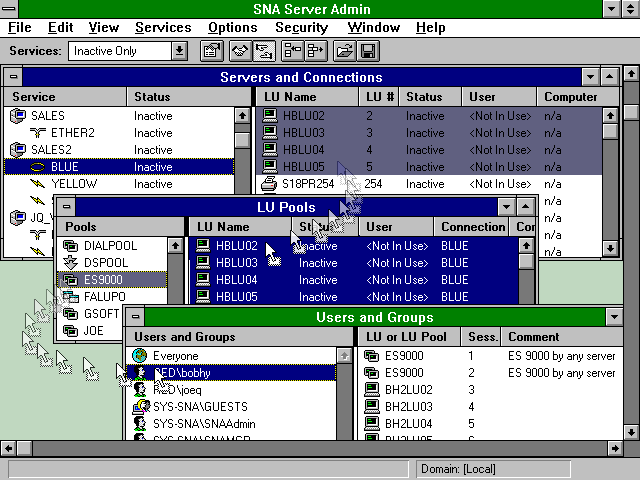 SNA Server Admin
File Edit View Services Options Security Window Help
Services: Inactive Only
Servers and Connections
Service Status LU Name LU # Status User Computer
SALES Inactive HBLU02 2 Inactive <Not In Use> n/a
ETHER2 Inactive HBLU03 3 Inactive <Not In Use> n/a
SALES2 Inactive HBLU04 4 Inactive <Not In Use> n/a
BLUE Inactive HBLU05 5 Inactive <Not In Use> n/a
YELLOW Inactive S18PR254 254 Inactive <Not In Use> n/a
n/a
JQ_ n/a
n/a
n/a
LU Pools
Pools LU Name User Connection
DIALPOOL HBLU02 Inactive <Not In Use> BLUE
DSPOOL HBLU03 Inactive <Not In Use> BLUE
ES9000 HBLU04 Inactive <Not In Use> BLUE
FALUPO HBLU05 Inactive <Not In Use> BLUE
GSOFT
JOE
Users and Groups
Users and Groups LU or LU Pool Sess. Comment
Everyone ES9000 1 ES 9000 by any server
RED\bobhy ES9000 2 ES 9000 by any server
RED\joeq BH2LU02 3
SYS-SNA\GUESTS BH2LU03 4
SYS-SNA\SNAAdmin BH2LU04 5
SYS-SNA\SNAMGR BH2LU05 6
Domain: [Local]